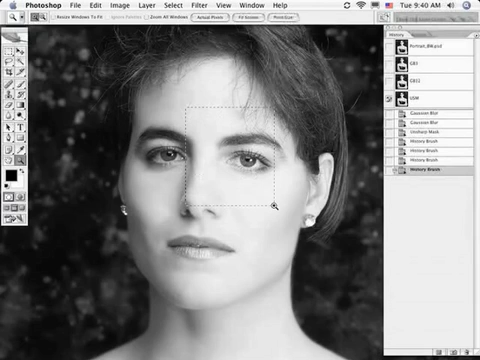 Photoshop File Edit Image Layer Select Filter View Window Help Tue 9:40 AM
Resize Windows To Fit Ignore Palettes Zoom All Windows Actual Pixels Fit Screen Print Size
History
Portrait_BW.psd
USM
Gaussian Blur
Gaussian Blur
Unsharp Mask
History Brush
History Brush
History Brush
History Brush